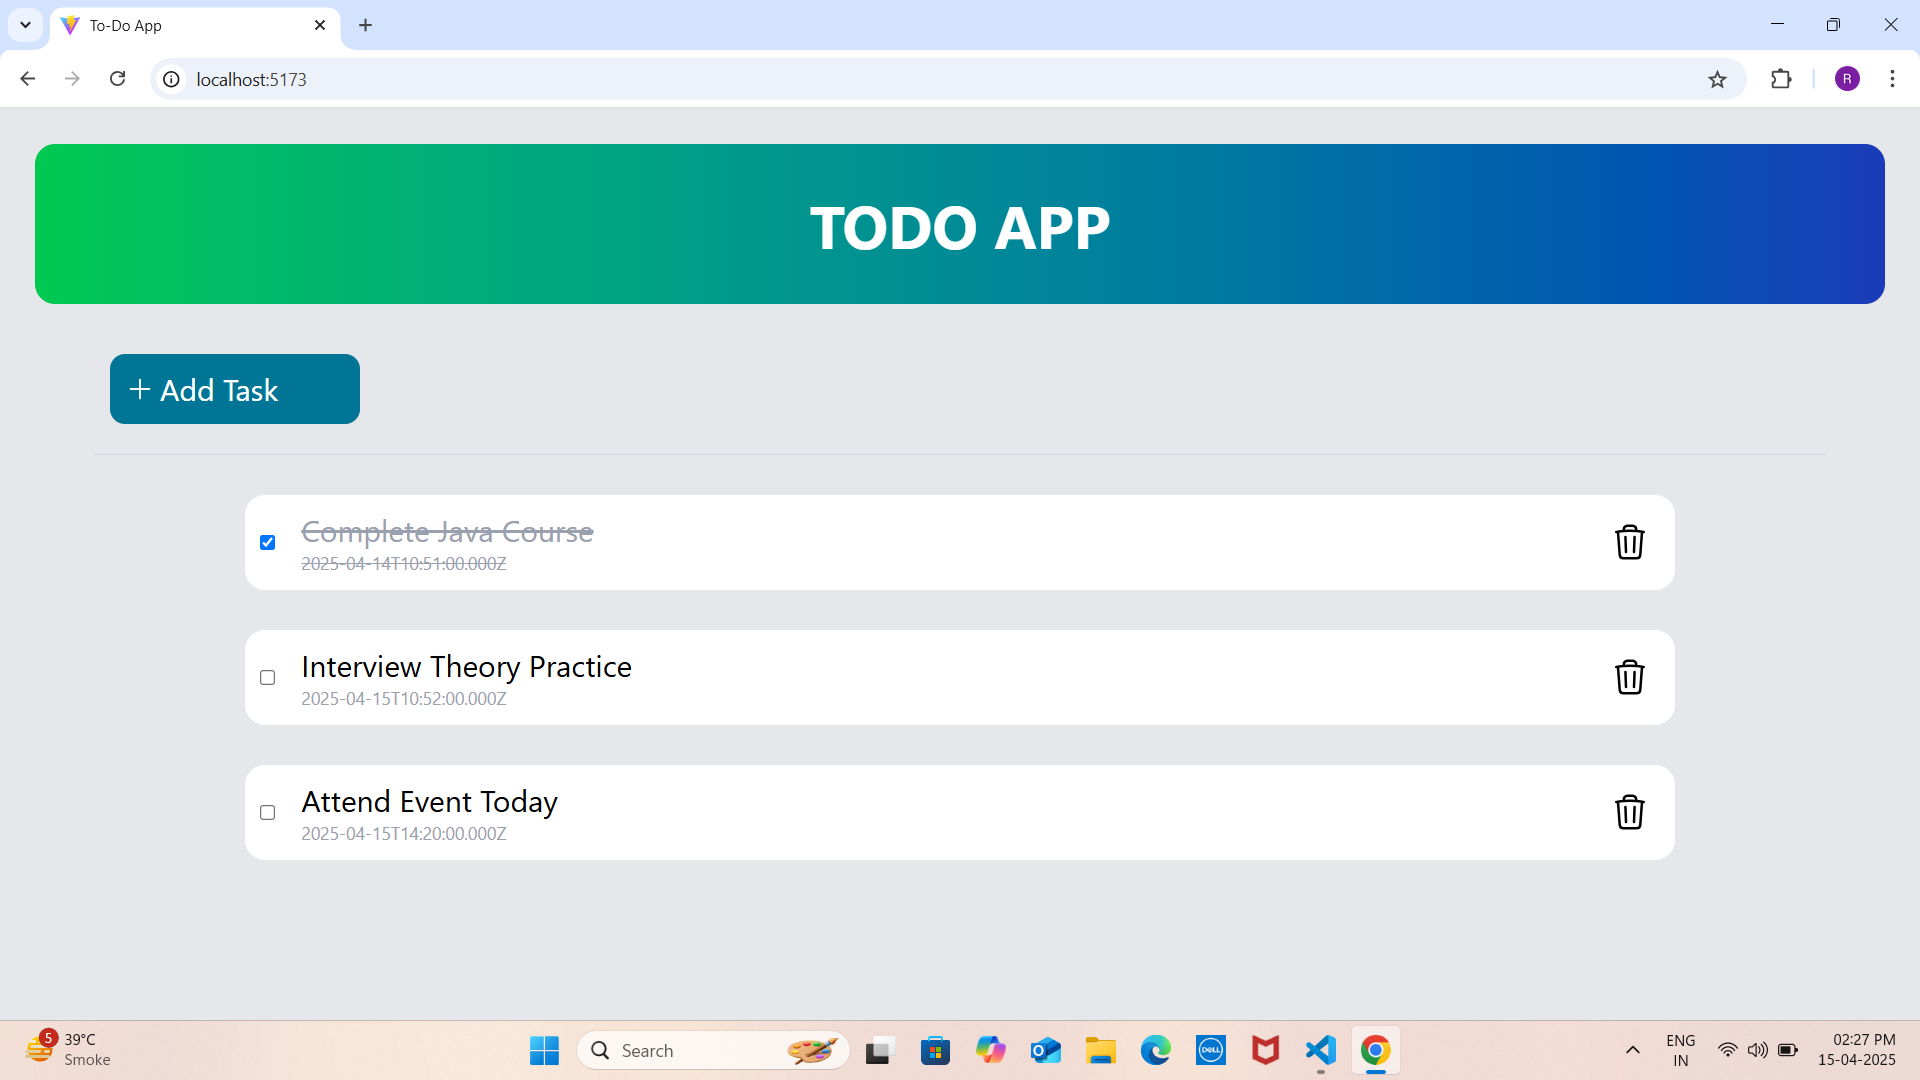 To-Do App
localhost:5173
R
TODO APP
+ Add Task
Complete Java Course
2025-04-14T10:51:00.000Z
Interview Theory Practice
2025-04-15T10:52:00.000Z
Attend Event Today
2025-04-15T14:20:00.000Z
5
39°C
Smoke
Search
DELL
ENG
IN
02:27 PM
15-04-2025